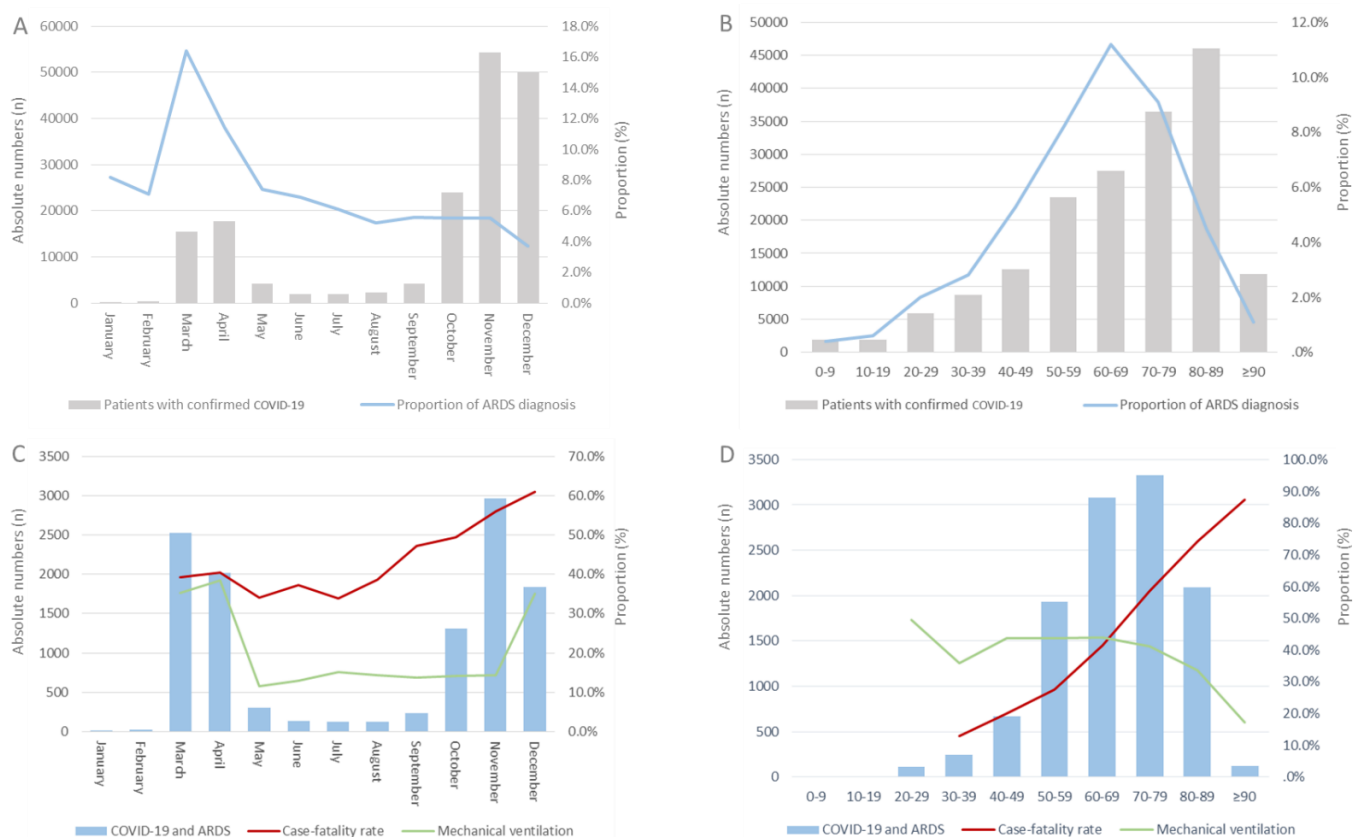 A
Absolute numbers (n)
60000
50000
40000
30000
20000
10000
0
18.0%
16.0%
14.0%
12.0%
10.0%
8.0%
6.0%
4.0%
2.0%
0.0%
Proportion (%)
January
February
March
April
May
June
July
August
September
October
November
December
Patients with confirmed COVID-19
Proportion of ARDS diagnosis
B
Absolute numbers (n)
50000
45000
40000
35000
30000
25000
20000
15000
10000
5000
0
12.0%
10.0%
8.0%
6.0%
4.0%
2.0%
.0%
Proportion (%)
0-9 10-19 20-29 30-39 40-49 50-59 60-69 70-79 80-89 ≥90
Patients with confirmed COVID-19
Proportion of ARDS diagnosis
C
Absolute numbers (n)
3500
3000
2500
2000
1500
1000
500
0
70.0%
60.0%
50.0%
40.0%
30.0%
20.0%
10.0%
0.0%
Proportion (%)
January
February
March
April
May
June
July
August
September
October
November
December
COVID-19 and ARDS
Case-fatality rate
Mechanical ventilation
D
Absolute numbers (n)
3500
3000
2500
2000
1500
1000
500
0
100.0%
90.0%
80.0%
70.0%
60.0%
50.0%
40.0%
30.0%
20.0%
10.0%
.0%
Proportion (%)
0-9 10-19 20-29 30-39 40-49 50-59 60-69 70-79 80-89 ≥90
COVID-19 and ARDS
Case-fatality rate
Mechanical ventilation